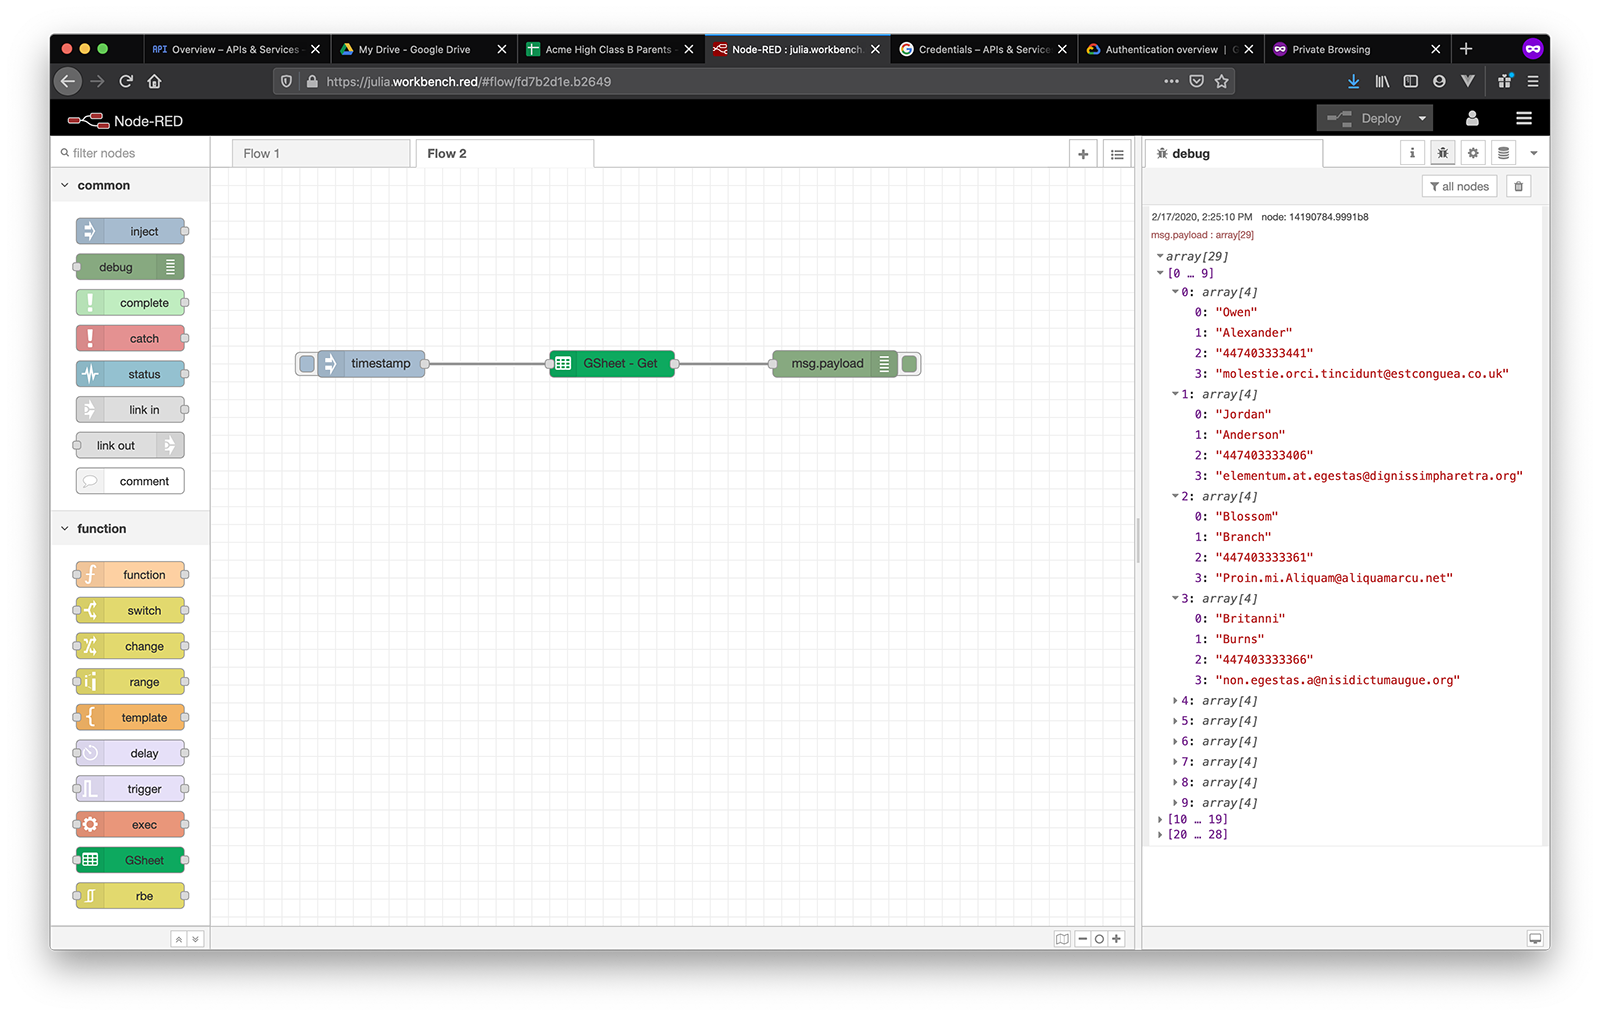 API Overview – APIs & Services
My Drive - Google Drive
Acme High Class B Parents -
Node-RED : julia.workbench.
Credentials – APIs & Service
Authentication overview |
Private Browsing
https://julia.workbench.red/#flow/fd7b2d1e.b2649
Node-RED
Deploy
filter nodes
Flow 1
Flow 2
debug
common
all nodes
inject
debug
complete
catch
status
link in
link out
comment
function
function
switch
change
range
template
delay
trigger
exec
GSheet
rbe
timestamp
GSheet - Get
msg.payload
2/17/2020, 2:25:10 PM node: 14190784.9991b8
msg.payload : array[29]
array[29]
[0 … 9]
0: array[4]
0: "Owen"
1: "Alexander"
2: "447403333441"
3: "molestie.orci.tincidunt@estconguea.co.uk"
1: array[4]
0: "Jordan"
1: "Anderson"
2: "447403333406"
3: "elementum.at.egestas@dignissimpharetra.org"
2: array[4]
0: "Blossom"
1: "Branch"
2: "447403333361"
3: "Proin.mi.Aliquam@aliquamarcu.net"
3: array[4]
0: "Britanni"
1: "Burns"
2: "447403333366"
3: "non.egestas.a@nisidictumaugue.org"
4: array[4]
5: array[4]
6: array[4]
7: array[4]
8: array[4]
9: array[4]
[10 … 19]
[20 … 28]